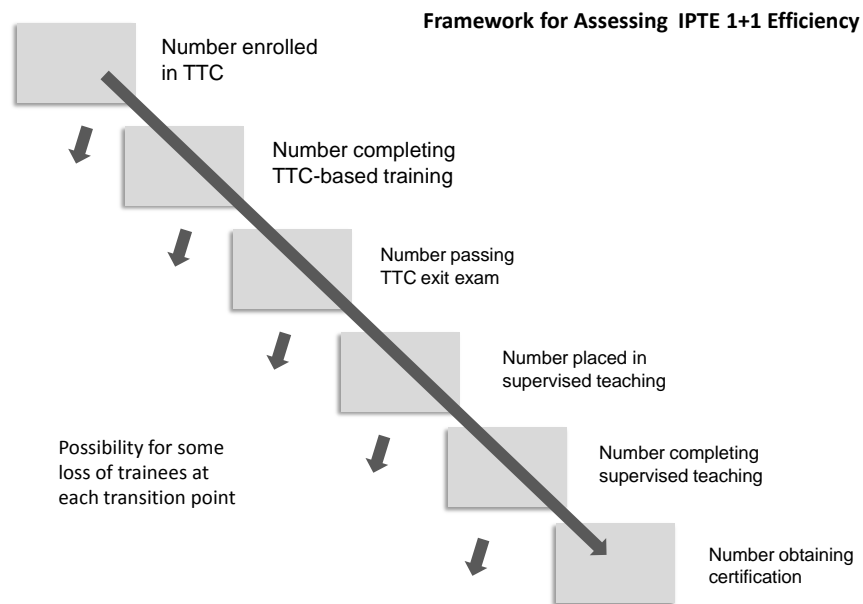 Framework for Assessing IPTE 1+1 Efficiency
Number enrolled
in TTC
Number completing
TTC-based training
Number passing
TTC exit exam
Number placed in
supervised teaching
Possibility for some
loss of trainees at
each transition point
Number completing
supervised teaching
Number obtaining
certification